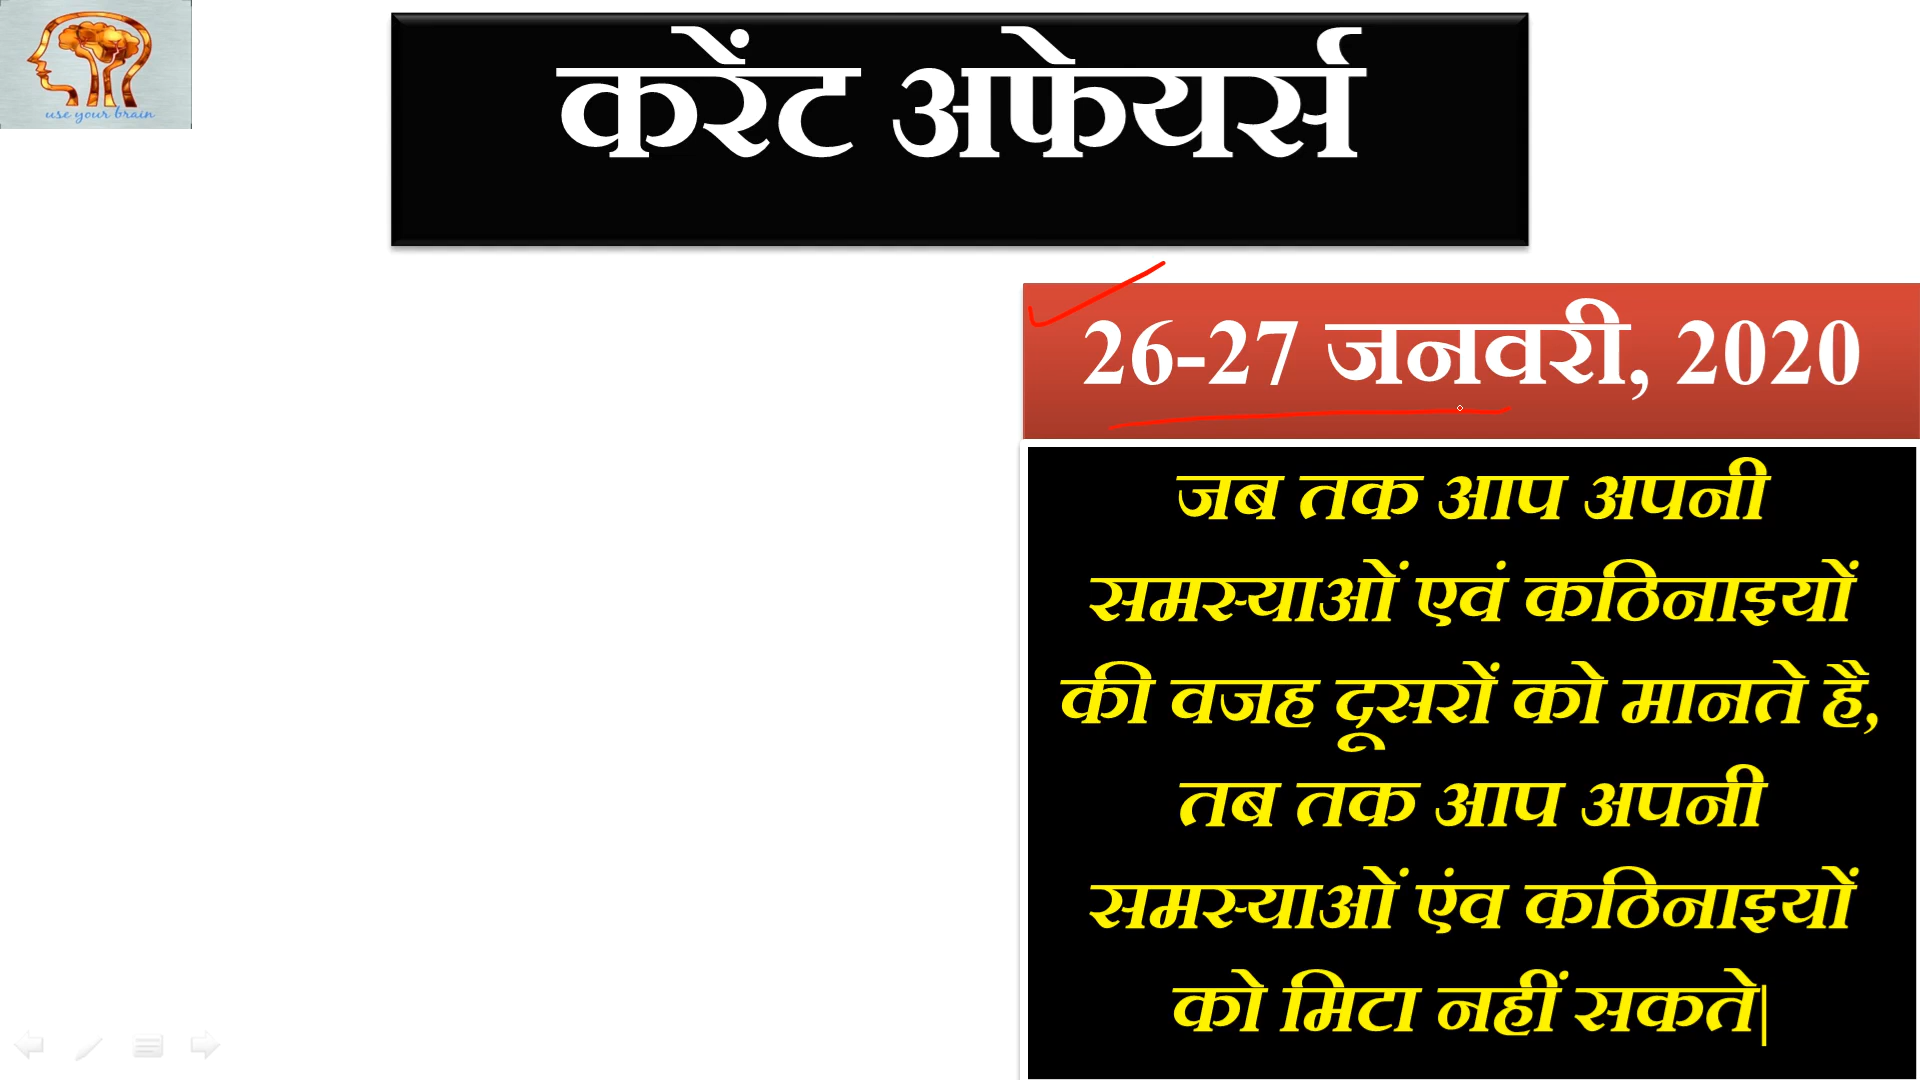 use your brain
करेंट अफेयर्स
26-27 जनवरी, 2020
जब तक आप अपनी
समस्याओं एवं कठिनाइयों
की वजह दूसरों को मानते है,
तब तक आप अपनी
समस्याओं एंव कठिनाइयों
को मिटा नहीं सकते|